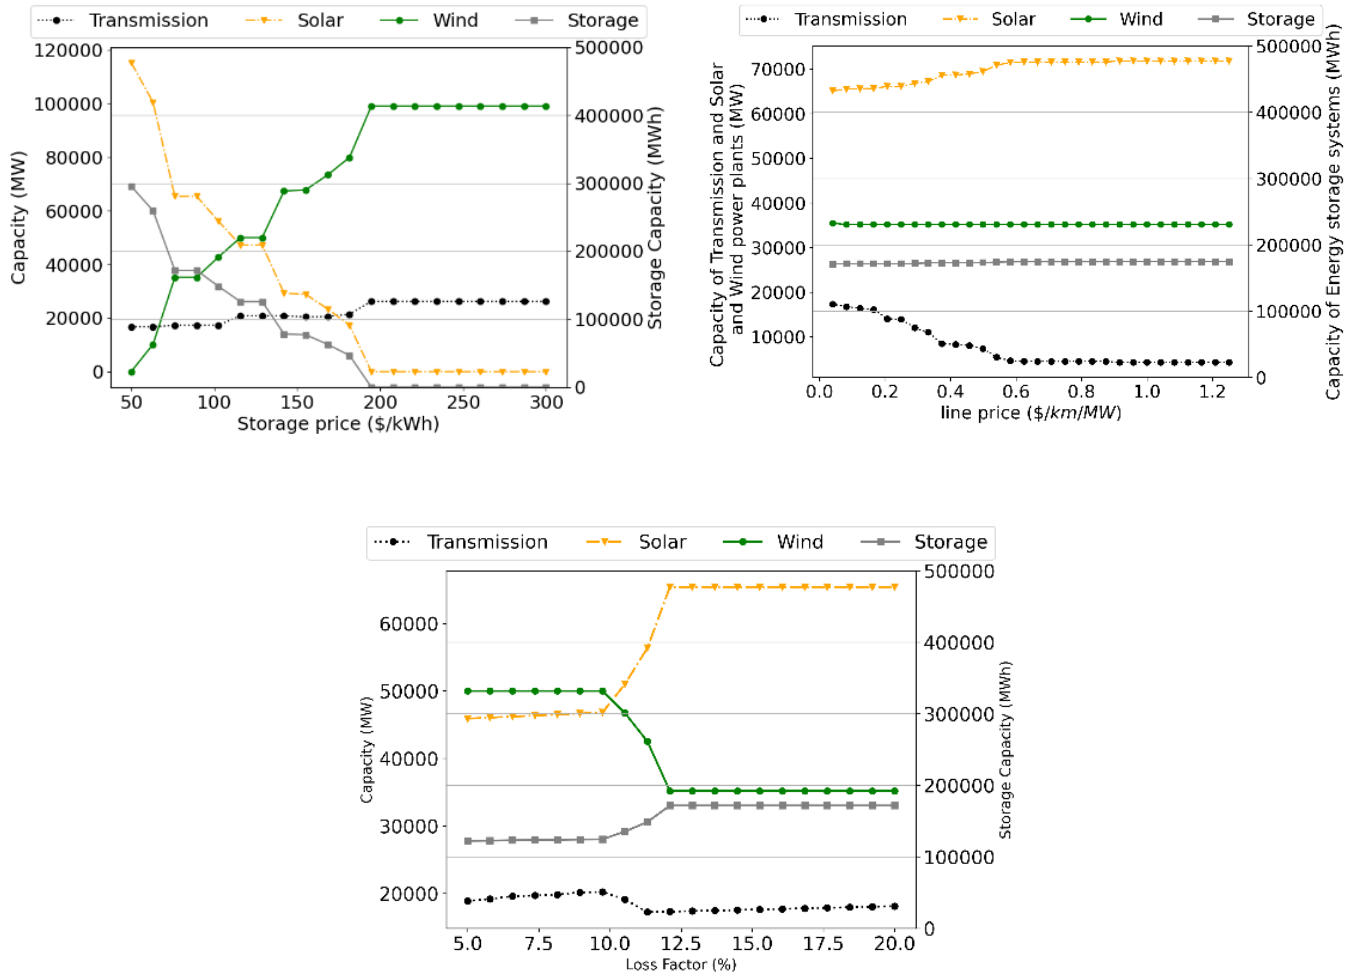 Transmission Solar Wind Storage
120000
100000
80000
60000
40000
20000
0
Capacity (MW)
500000
400000
300000
200000
100000
0
Storage Capacity (MWh)
50 100 150 200 250 300
Storage price ($/kWh)
Transmission Solar Wind Storage
70000
60000
50000
40000
30000
20000
10000
Capacity of Transmission and Solar
and Wind power plants (MW)
500000
400000
300000
200000
100000
0
Capacity of Energy storage systems (MWh)
0.0 0.2 0.4 0.6 0.8 1.0 1.2
line price ($/km/MW)
Transmission Solar Wind Storage
60000
50000
40000
30000
20000
Capacity (MW)
500000
400000
300000
200000
100000
0
Storage Capacity (MWh)
5.0 7.5 10.0 12.5 15.0 17.5 20.0
Loss Factor (%)